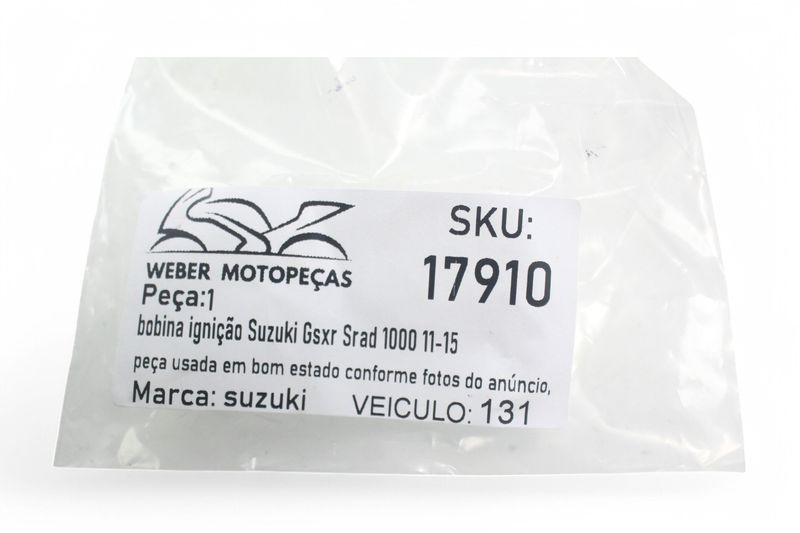 SKU:
17910
WEBER MOTOPEÇAS
Peça:1
bobina ignição Suzuki Gsxr Srad 1000 11-15
peça usada em bom estado conforme fotos do anúncio,
Marca: suzuki VEICULO: 131